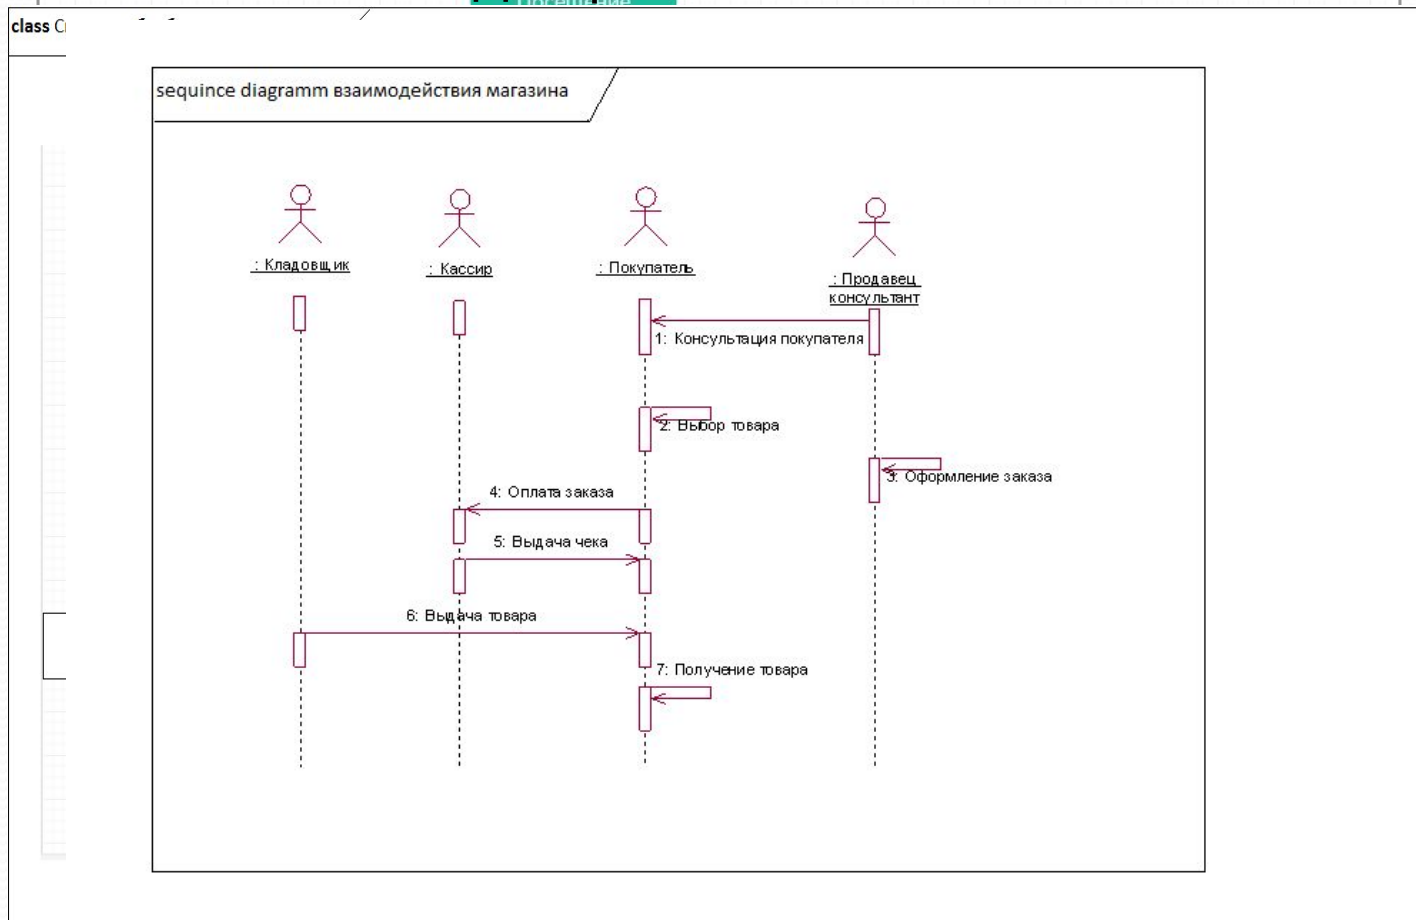 Посещение
class
sequince diagramm взаимодействия магазина
: Кладовщик
: Кассир
: Покупатель
: Продавец
консультант
1: Консультация покупателя
2: Выбор товара
3: Оформление заказа
4: Оплата заказа
5: Выдача чека
6: Выдача товара
7: Получение товара